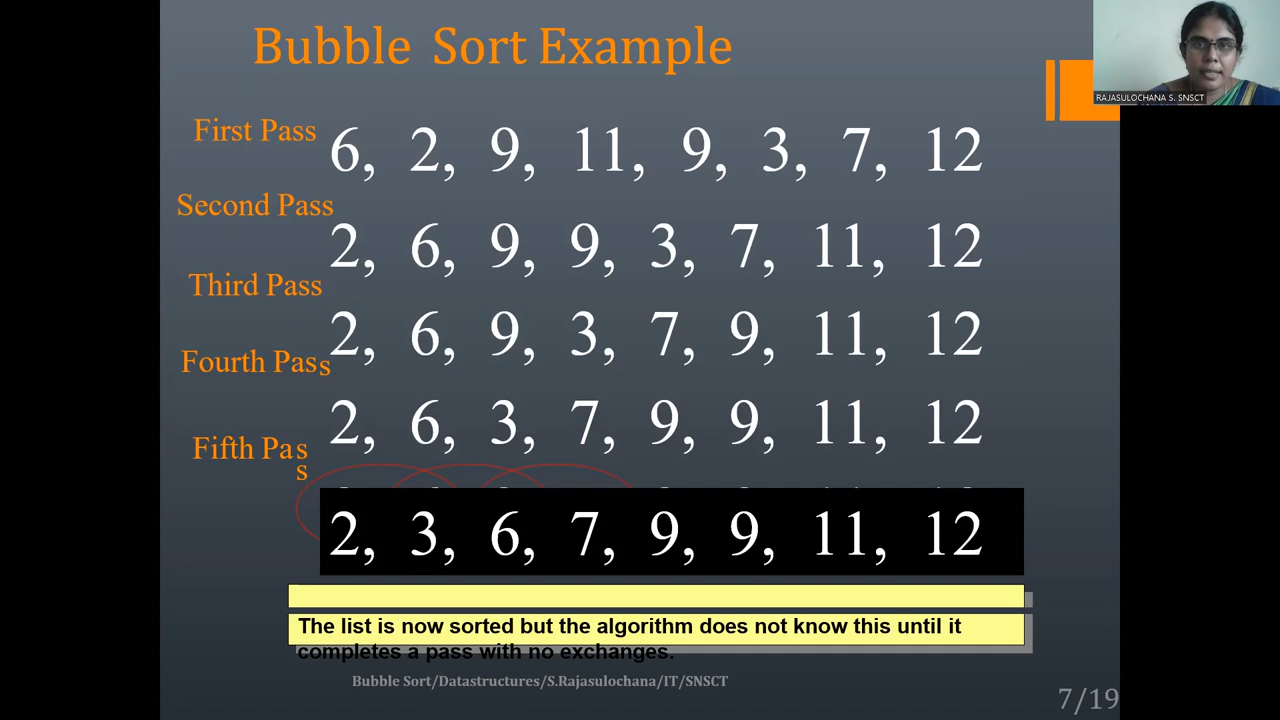 Bubble Sort Example
RAJASULOCHANA S. SNSCT
First Pass
6, 2, 9, 11, 9, 3, 7, 12
Second Pass
2, 6, 9, 9, 3, 7, 11, 12
Third Pass
2, 6, 9, 3, 7, 9, 11, 12
Fourth Pass
2, 6, 3, 7, 9, 9, 11, 12
Fifth Pas
s
2, 3, 6, 7, 9, 9, 11, 12
The list is now sorted but the algorithm does not know this until it
completes a pass with no exchanges.
Bubble Sort/Datastructures/S.Rajasulochana/IT/SNSCT
7/19